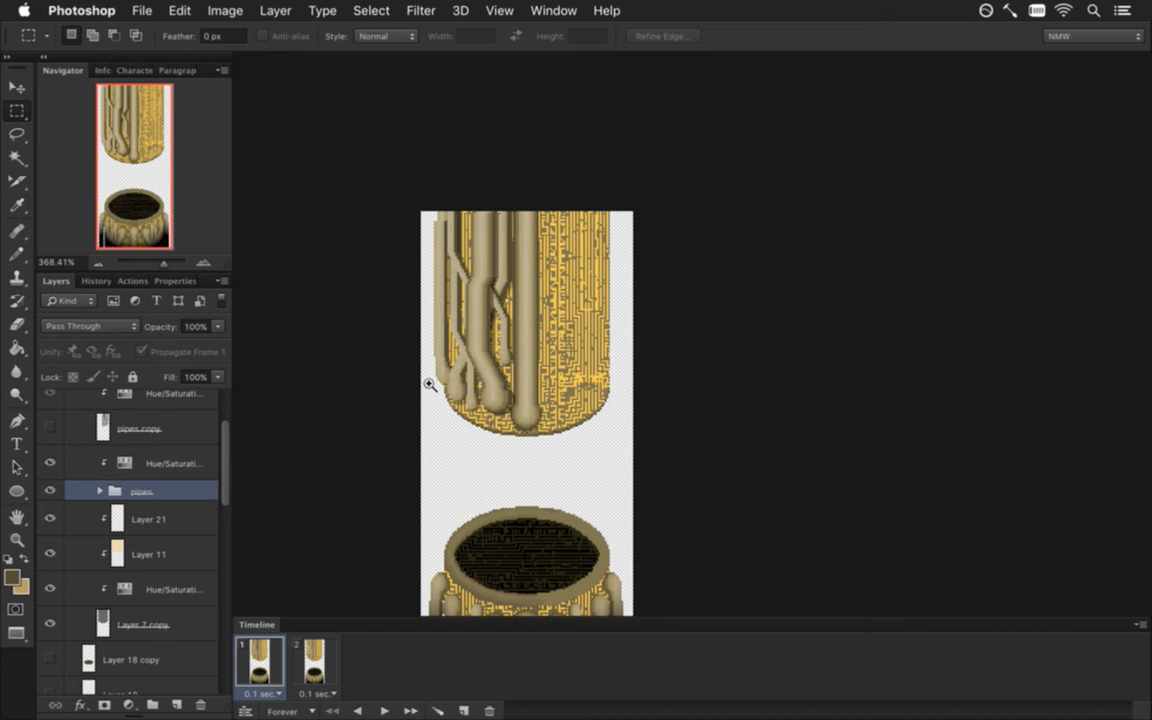 Photoshop File Edit Image Layer Type Select Filter 3D View Window Help
Feather: 0 px Anti-alias Style: Normal Width: Height: Refine Edge... NMW
Navigator Info Characte Paragrap
368.41%
Layers History Actions Properties
Kind
Pass Through Opacity: 100%
Unify: Propagate Frame 1
Lock: Fill: 100%
Hue/Saturati...
pipes copy
Hue/Saturati...
pipes
Layer 21
Layer 11
Hue/Saturati...
Layer 7 copy
Layer 18 copy
Timeline
1 2
0.1 sec. 0.1 sec.
Forever